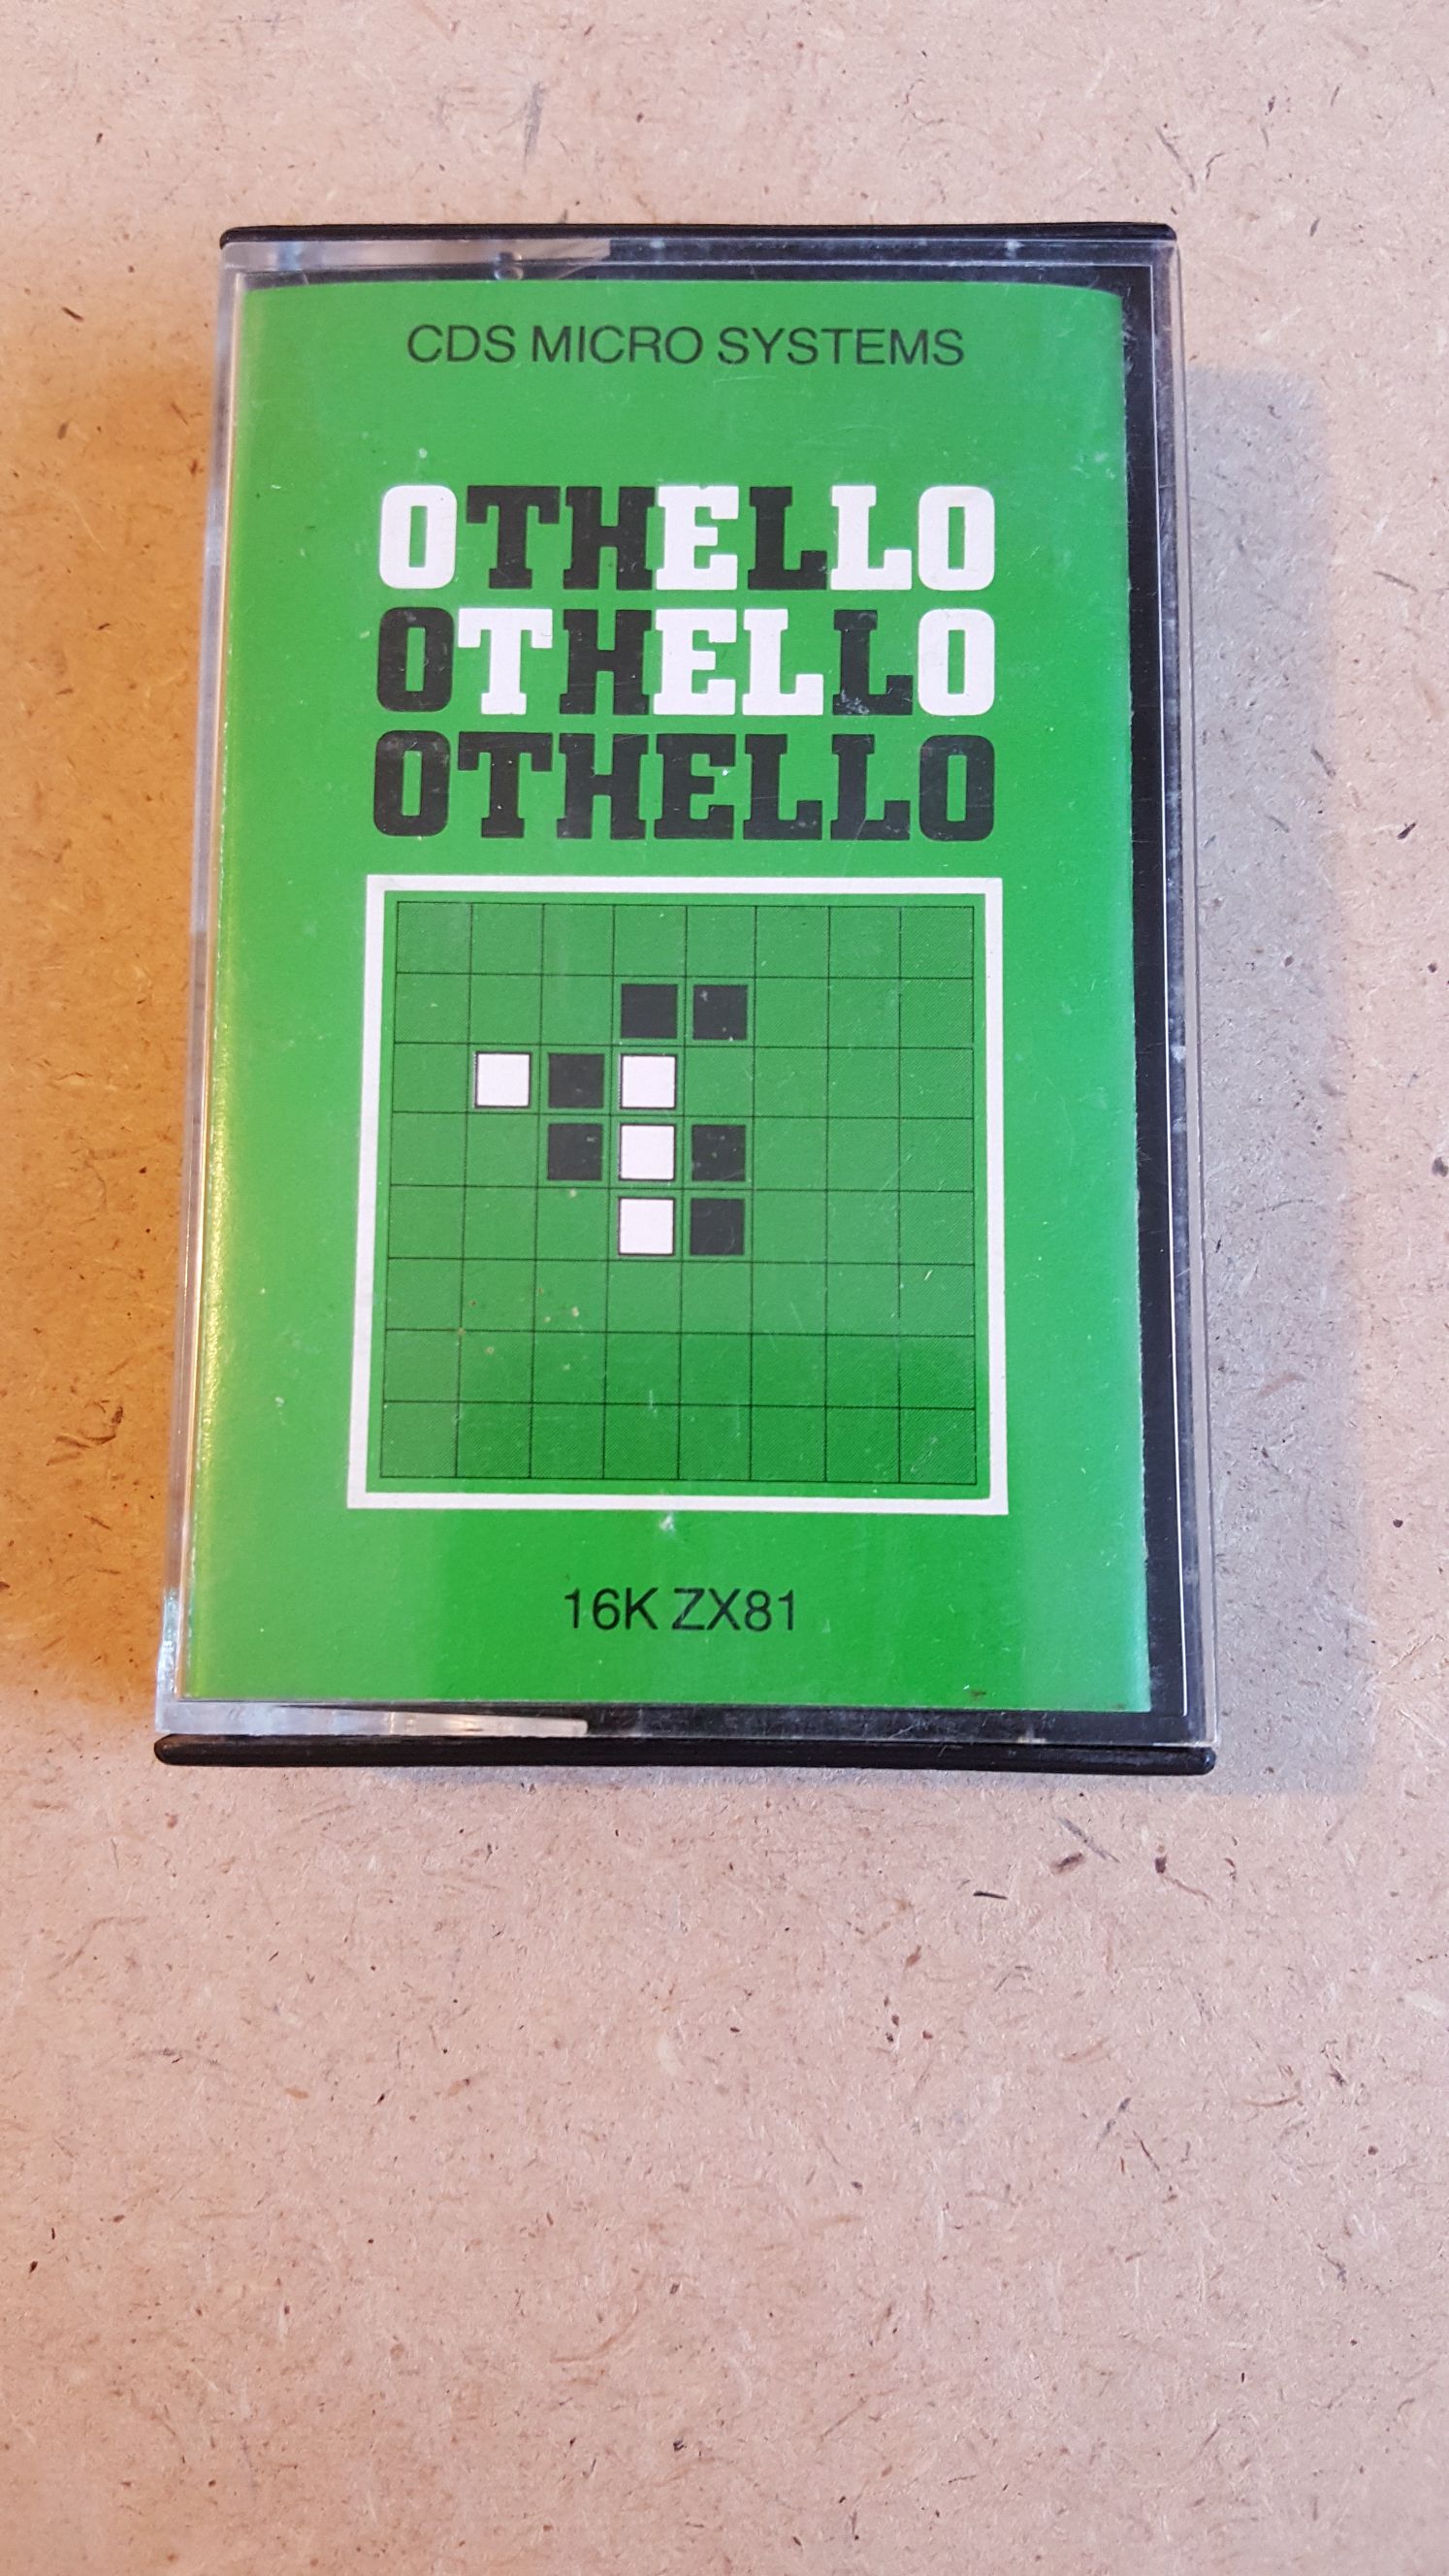 CDS MICRO SYSTEMS
OTHELLO
OTHELLO
OTHELLO
16K ZX81